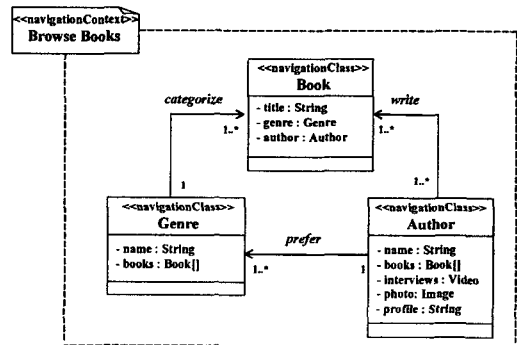 <<navigationContext>>
Browse Books
<<navigationClass>>
Book
- title : String
- genre : Genre
- author : Author
categorize
write
1..*
1..*
1
1..*
<<navigationClass>>
Genre
- name : String
- books : Book[]
prefer
1..*
1
<<navigationClass>>
Author
- name : String
- books : Book[]
- interviews : Video
- photo: Image
- profile : String